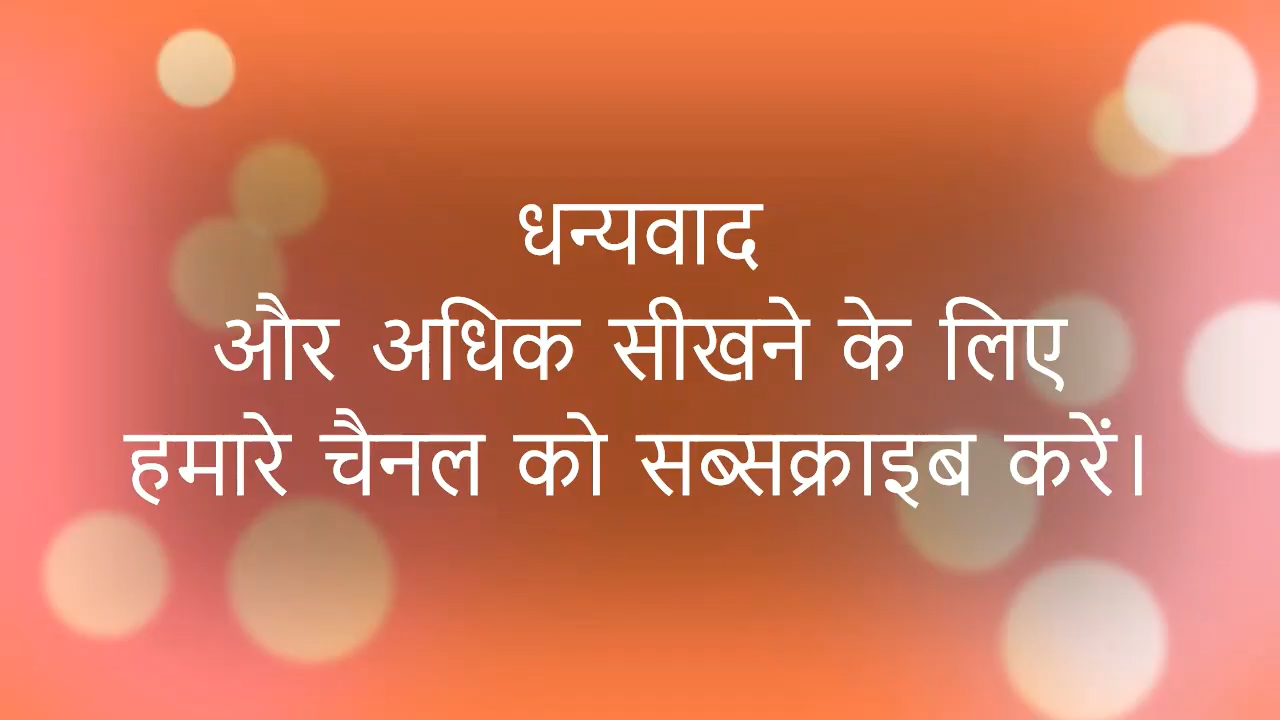 धन्यवाद
और अधिक सीखने के लिए
हमारे चैनल को सब्सक्राइब करें।